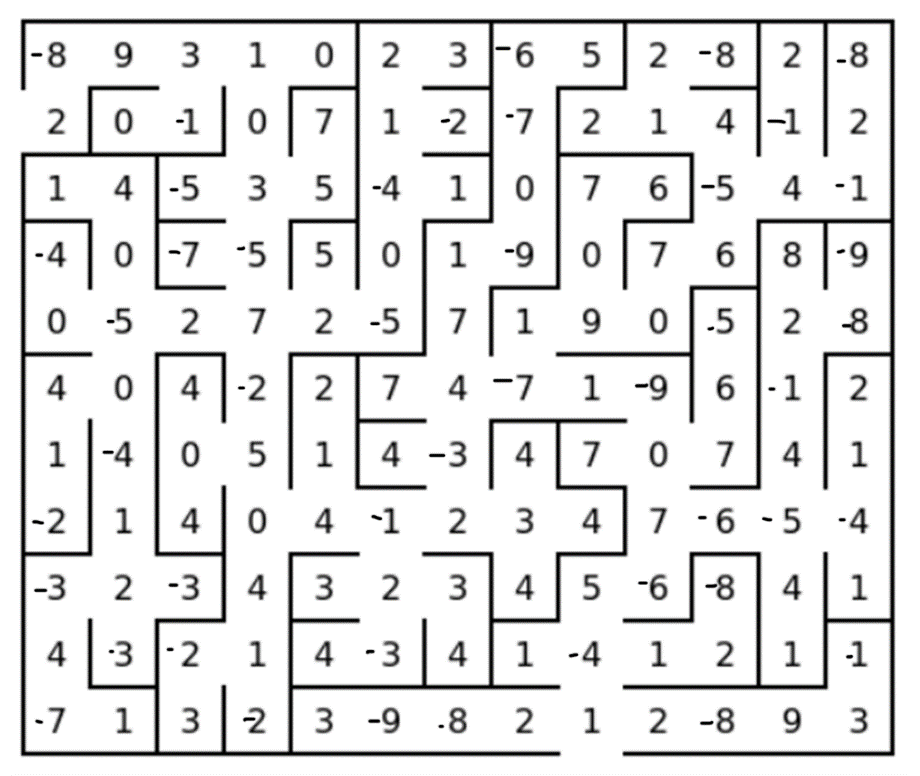 -8 9 3 1 0 2 3 -6 5 2 -8 2 -8
2 0 -1 0 7 1 -2 -7 2 1 4 -1 2
1 4 -5 3 5 -4 1 0 7 6 -5 4 -1
-4 0 -7 -5 5 0 1 -9 0 7 6 8 -9
0 -5 2 7 2 -5 7 1 9 0 -5 2 -8
4 0 4 -2 2 7 4 -7 1 -9 6 -1 2
1 -4 0 5 1 4 -3 4 7 0 7 4 1
-2 1 4 0 4 -1 2 3 4 7 -6 -5 -4
-3 2 -3 4 3 2 3 4 5 -6 -8 4 1
4 -3 -2 1 4 -3 4 1 -4 1 2 1 -1
-7 1 3 -2 3 -9 -8 2 1 2 -8 9 3